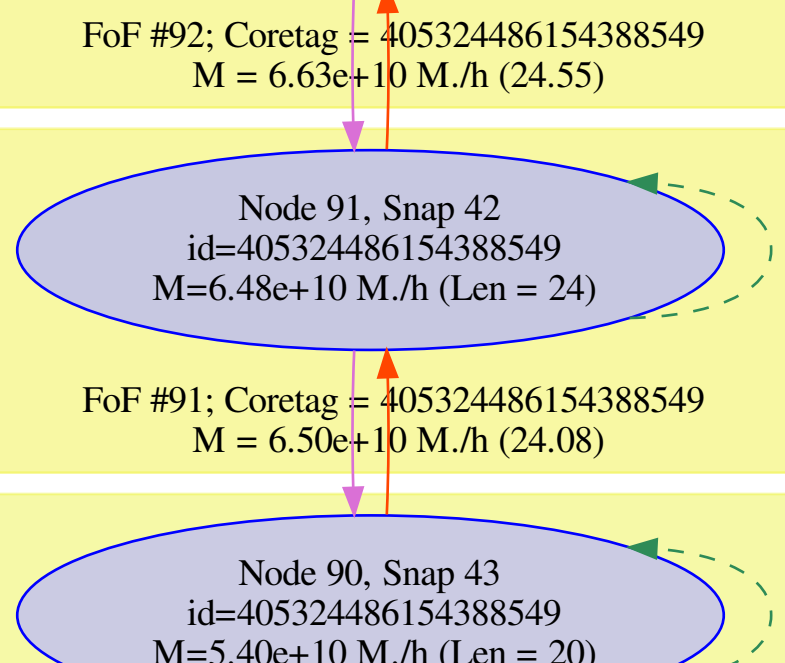 FoF #92; Coretag = 405324486154388549
M = 6.63e+10 M./h (24.55)
Node 91, Snap 42
id=405324486154388549
M=6.48e+10 M./h (Len = 24)
FoF #91; Coretag = 405324486154388549
M = 6.50e+10 M./h (24.08)
Node 90, Snap 43
id=405324486154388549
M=5.40e+10 M./h (Len = 20)